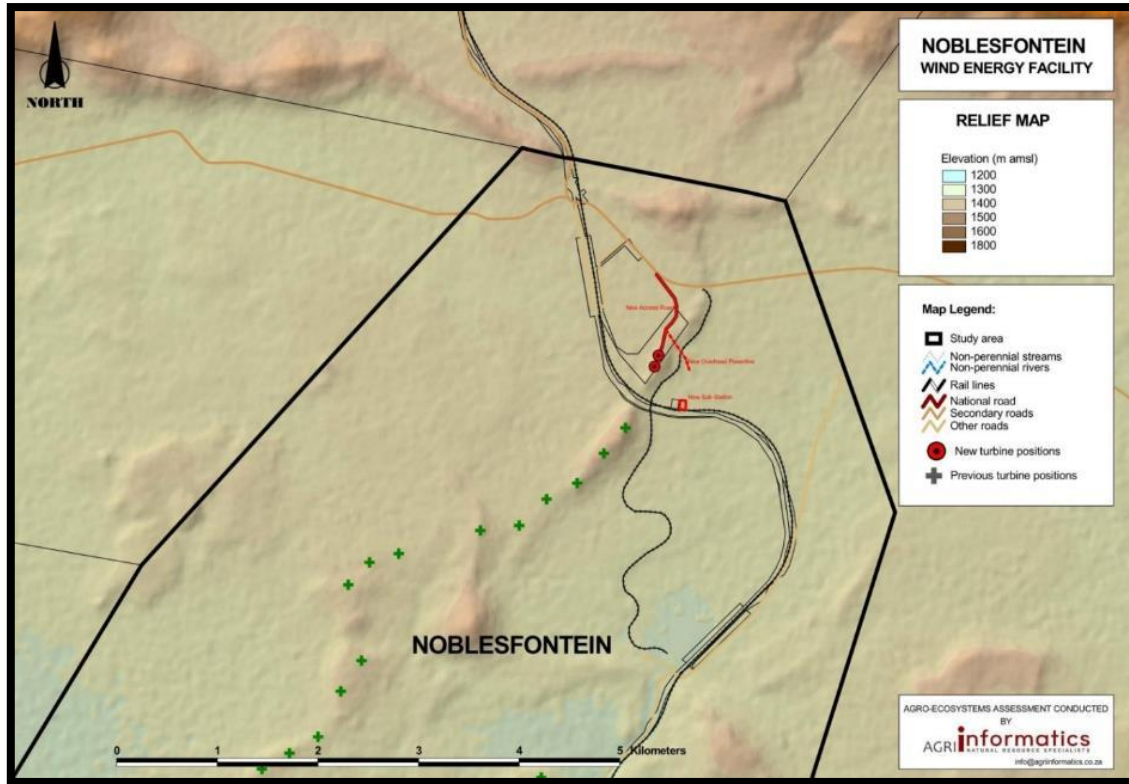 NORTH
NOBLESFONTEIN
WIND ENERGY FACILITY
RELIEF MAP
Elevation (m amsl)
1200
1300
1400
1500
1600
1800
Map Legend:
Study area
Non-perennial streams
Non-perennial rivers
Rail lines
National road
Secondary roads
Other roads
New turbine positions
Previous turbine positions
New Access Road
New Overhead Powerline
New Sub-Station
NOBLESFONTEIN
0 1 2 3 4 5 Kilometers
AGRO-ECOSYSTEMS ASSESSMENT CONDUCTED
BY
AGRIinformatics
NATURAL RESOURCE SPECIALISTS
info@agriinformatics.co.za